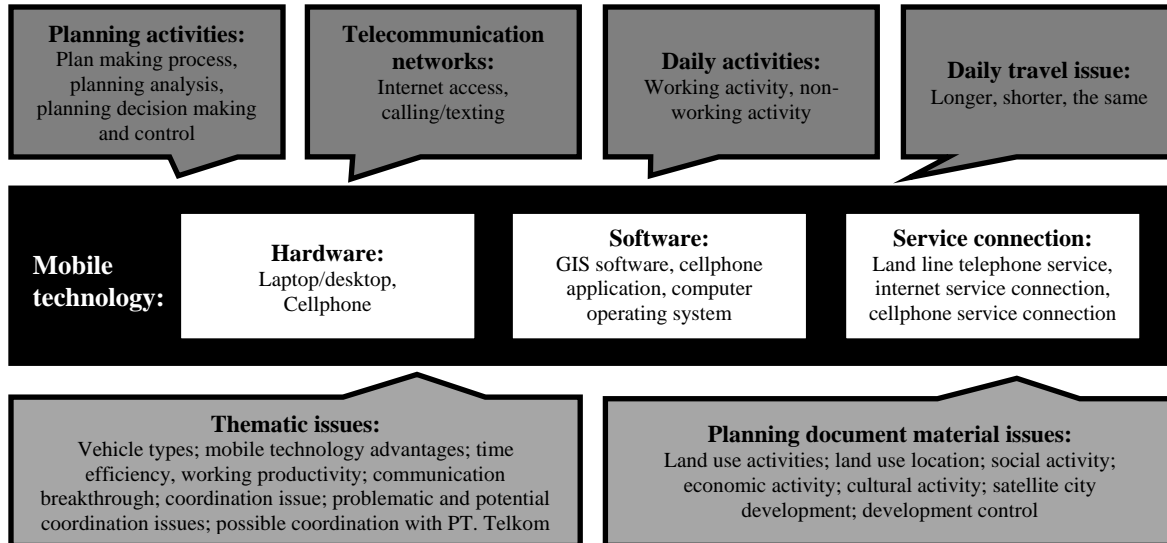 Planning activities:
Plan making process,
planning analysis,
planning decision making
and control
Telecommunication
networks:
Internet access,
calling/texting
Daily activities:
Working activity, non-
working activity
Daily travel issue:
Longer, shorter, the same
Mobile
technology:
Hardware:
Laptop/desktop,
Cellphone
Software:
GIS software, cellphone
application, computer
operating system
Service connection:
Land line telephone service,
internet service connection,
cellphone service connection
Thematic issues:
Vehicle types; mobile technology advantages; time
efficiency, working productivity; communication
breakthrough; coordination issue; problematic and potential
coordination issues; possible coordination with PT. Telkom
Planning document material issues:
Land use activities; land use location; social activity;
economic activity; cultural activity; satellite city
development; development control